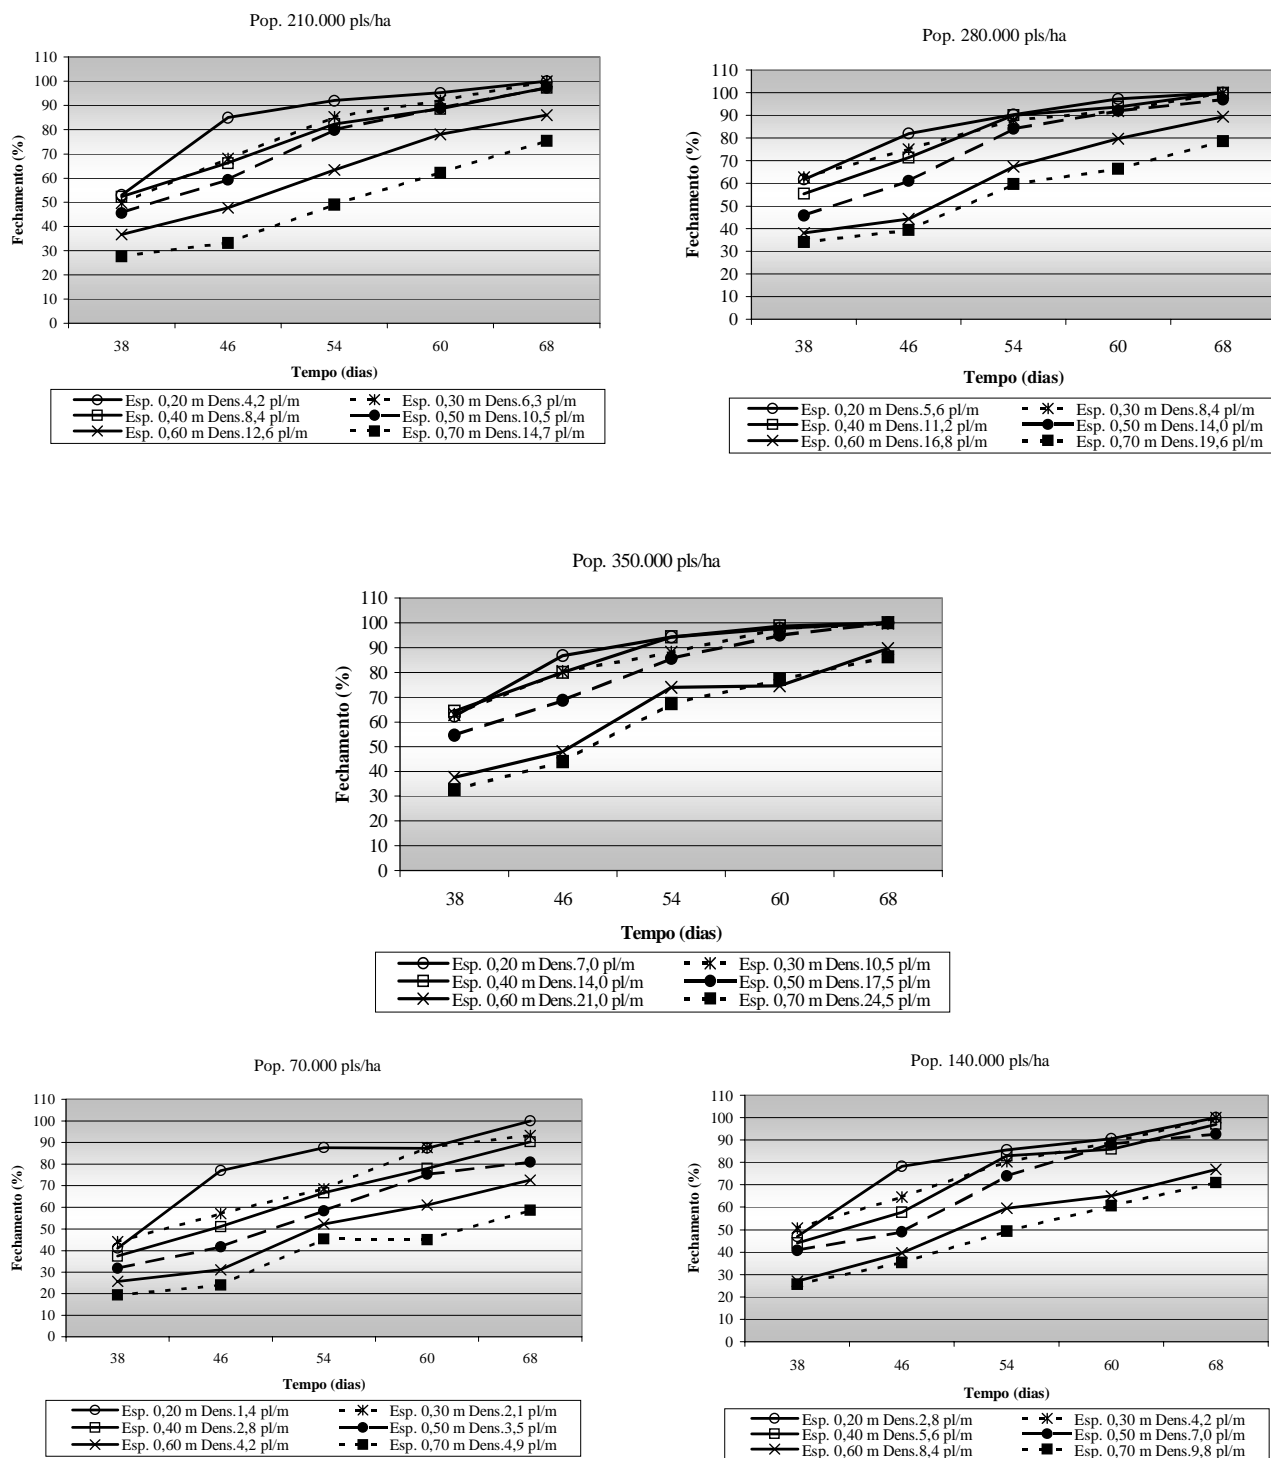 Pop. 210.000 pls/ha
110
100
90
80
70
60
50
40
30
20
10
0
Fechamento (%)
38 46 54 60 68
Tempo (dias)
Esp. 0,20 m Dens.4,2 pl/m Esp. 0,30 m Dens.6,3 pl/m
Esp. 0,40 m Dens.8,4 pl/m Esp. 0,50 m Dens.10,5 pl/m
Esp. 0,60 m Dens.12,6 pl/m Esp. 0,70 m Dens.14,7 pl/m
Pop. 280.000 pls/ha
110
100
90
80
70
60
50
40
30
20
10
0
Fechamento (%)
38 46 54 60 68
Tempo (dias)
Esp. 0,20 m Dens.5,6 pl/m Esp. 0,30 m Dens.8,4 pl/m
Esp. 0,40 m Dens.11,2 pl/m Esp. 0,50 m Dens.14,0 pl/m
Esp. 0,60 m Dens.16,8 pl/m Esp. 0,70 m Dens.19,6 pl/m
Pop. 350.000 pls/ha
110
100
90
80
70
60
50
40
30
20
10
0
Fechamento (%)
38 46 54 60 68
Tempo (dias)
Esp. 0,20 m Dens.7,0 pl/m Esp. 0,30 m Dens.10,5 pl/m
Esp. 0,40 m Dens.14,0 pl/m Esp. 0,50 m Dens.17,5 pl/m
Esp. 0,60 m Dens.21,0 pl/m Esp. 0,70 m Dens.24,5 pl/m
Pop. 70.000 pls/ha
110
100
90
80
70
60
50
40
30
20
10
0
Fechamento (%)
38 46 54 60 68
Tempo (dias)
Esp. 0,20 m Dens.1,4 pl/m Esp. 0,30 m Dens.2,1 pl/m
Esp. 0,40 m Dens.2,8 pl/m Esp. 0,50 m Dens.3,5 pl/m
Esp. 0,60 m Dens.4,2 pl/m Esp. 0,70 m Dens.4,9 pl/m
Pop. 140.000 pls/ha
110
100
90
80
70
60
50
40
30
20
10
0
Fechamento (%)
38 46 54 60 68
Tempo (dias)
Esp. 0,20 m Dens.2,8 pl/m Esp. 0,30 m Dens.4,2 pl/m
Esp. 0,40 m Dens.5,6 pl/m Esp. 0,50 m Dens.7,0 pl/m
Esp. 0,60 m Dens.8,4 pl/m Esp. 0,70 m Dens.9,8 pl/m